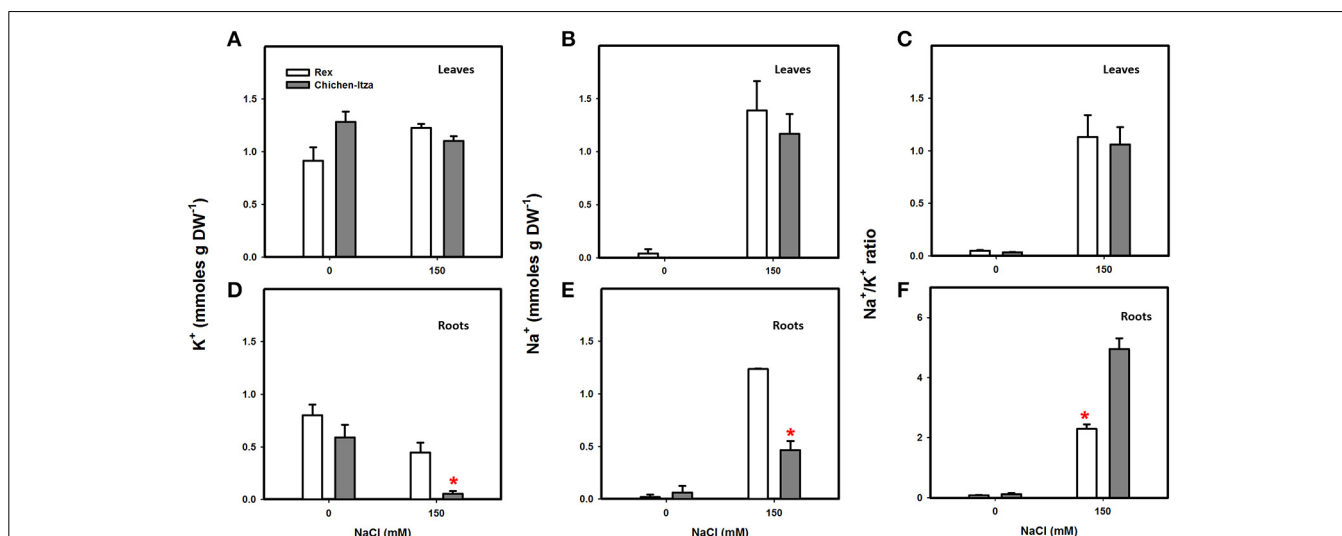 A
Leaves
Rex
Chichen-Itza
1.5
1.0
0.5
0.0
0
150
B
Leaves
1.5
1.0
0.5
0.0
0
150
C
Leaves
1.5
1.0
0.5
0.0
0
150
K+ (mmoles g DW-1)
Na+ (mmoles g DW-1)
Na+/K+ ratio
D
Roots
1.5
1.0
0.5
0.0
*
0
150
NaCl (mM)
E
Roots
1.5
1.0
0.5
0.0
*
0
150
NaCl (mM)
F
Roots
6
4
2
0
*
0
150
NaCl (mM)